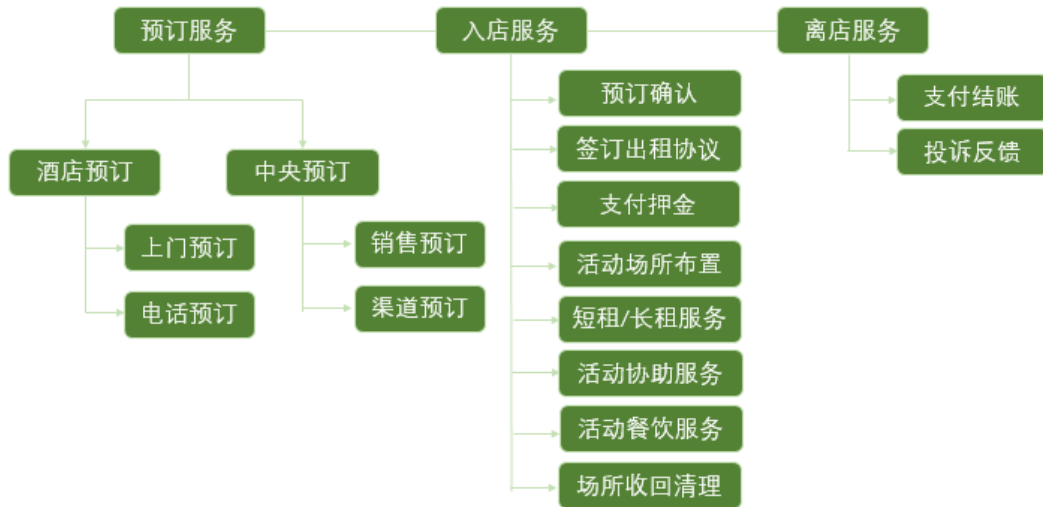 预订服务
入店服务
离店服务
酒店预订
中央预订
上门预订
电话预订
销售预订
渠道预订
预订确认
签订出租协议
支付押金
活动场所布置
短租/长租服务
活动协助服务
活动餐饮服务
场所收回清理
支付结账
投诉反馈